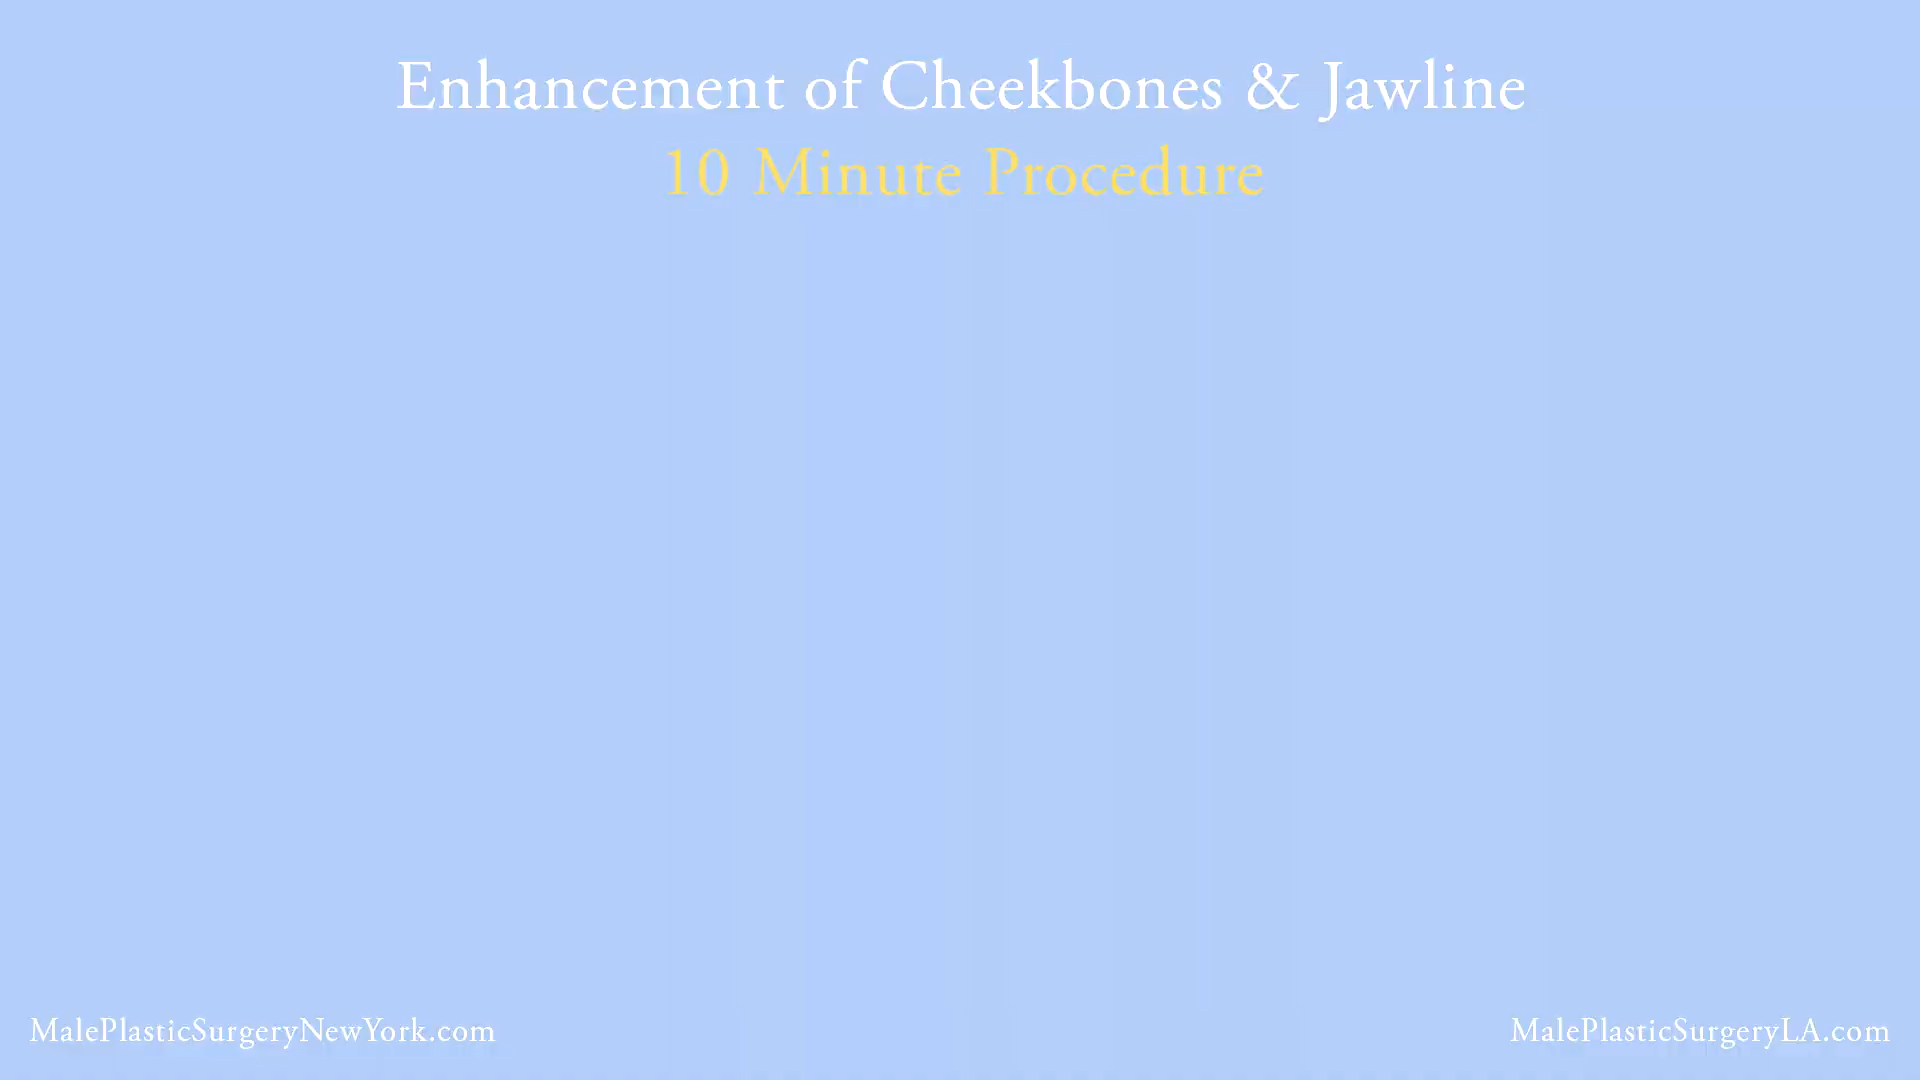 Enhancement of Cheekbones & Jawline
10 Minute Procedure
MalePlasticSurgeryNewYork.com
MalePlasticSurgeryLA.com